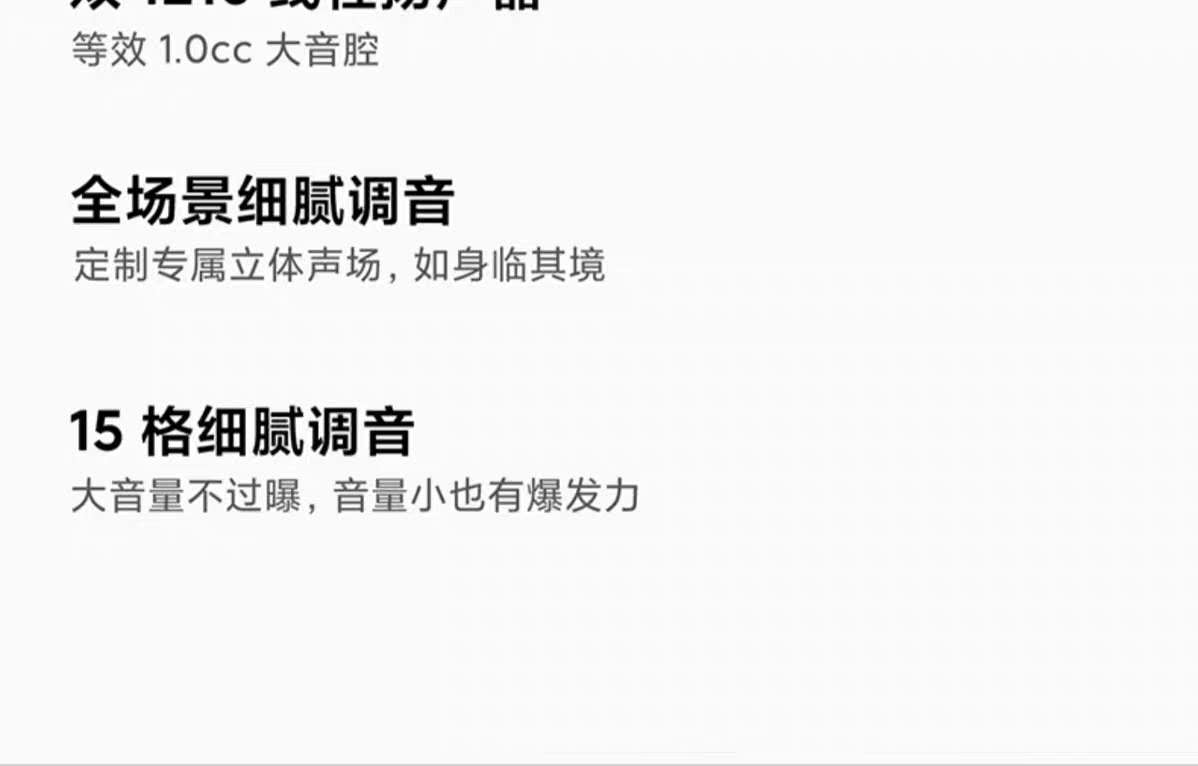 等效 1.0cc 大音腔
全场景细腻调音
定制专属立体声场，如身临其境
15 格细腻调音
大音量不过曝，音量小也有爆发力